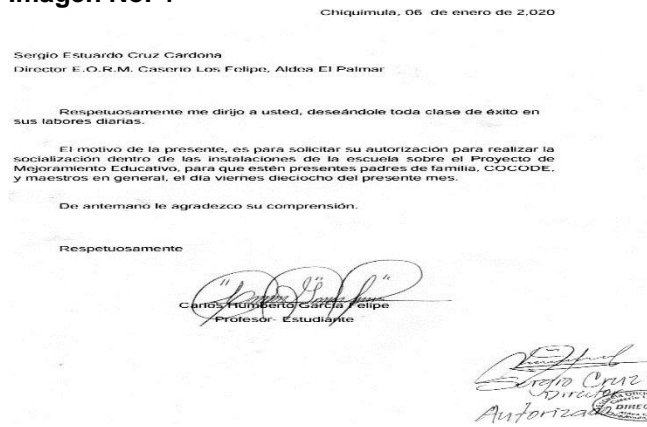 Imagen No. 1
Chiquimula, 06 de enero de 2,020
Sergio Estuardo Cruz Cardona
Director E.O.R.M. Caserío Los Felipe, Aldea El Palmar
Respetuosamente me dirijo a usted, deseándole toda clase de éxito en
sus labores diarias.
El motivo de la presente, es para solicitar su autorización para realizar la
socialización dentro de las instalaciones de la escuela sobre el Proyecto de
Mejoramiento Educativo, para que estén presentes padres de familia, COCODE,
y maestros en general, el día viernes dieciocho del presente mes.
De antemano le agradezco su comprensión.
Respetuosamente
Carlos Humberto García Felipe
Profesor- Estudiante
Sergio Cruz
Director
Autorizado